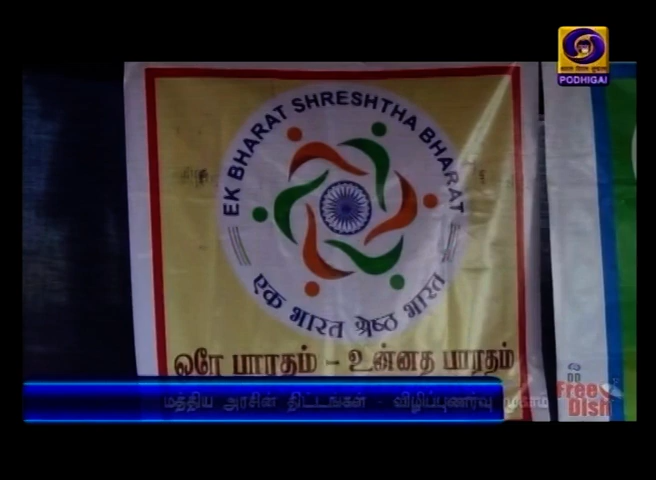 PODHIGAI
EK BHARAT SHRESHTHA BHARAT
एक भारत श्रेष्ठ भारत
ஒரே பாரதம் - உன்னத பாரதம்
மத்திய அரசின் திட்டங்கள் - விழிப்புணர்வு முகாம்
DD
Free
Dish